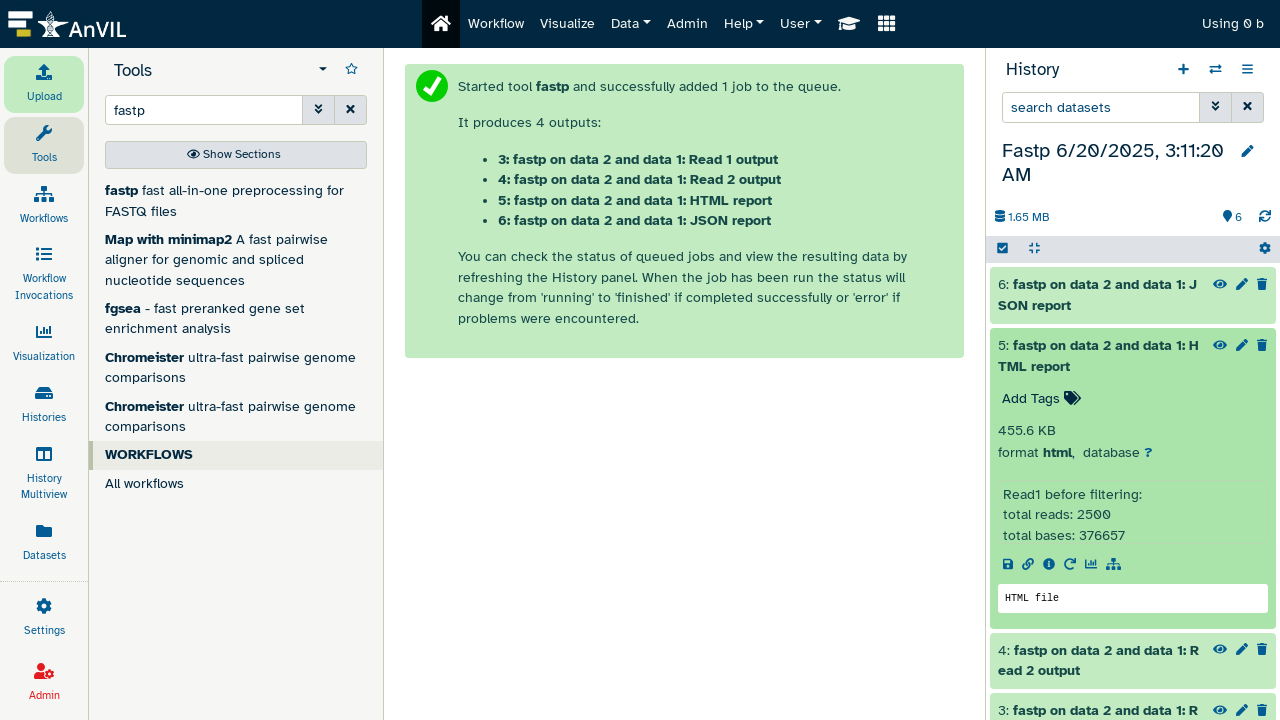 AnVIL
Workflow Visualize Data Admin Help User
Using 0 b
Upload
Tools
Workflows
Workflow
Invocations
Visualization
Histories
History
Multiview
Datasets
Settings
Admin
Tools
fastp
Show Sections
fastp fast all-in-one preprocessing for
FASTQ files
Map with minimap2 A fast pairwise
aligner for genomic and spliced
nucleotide sequences
fgsea - fast preranked gene set
enrichment analysis
Chromeister ultra-fast pairwise genome
comparisons
Chromeister ultra-fast pairwise genome
comparisons
WORKFLOWS
All workflows
Started tool fastp and successfully added 1 job to the queue.
It produces 4 outputs:
• 3: fastp on data 2 and data 1: Read 1 output
• 4: fastp on data 2 and data 1: Read 2 output
• 5: fastp on data 2 and data 1: HTML report
• 6: fastp on data 2 and data 1: JSON report
You can check the status of queued jobs and view the resulting data by
refreshing the History panel. When the job has been run the status will
change from 'running' to 'finished' if completed successfully or 'error' if
problems were encountered.
History
search datasets
Fastp 6/20/2025, 3:11:20
AM
1.65 MB
6
6: fastp on data 2 and data 1: J
SON report
5: fastp on data 2 and data 1: H
TML report
Add Tags
455.6 KB
format html, database ?
Read1 before filtering:
total reads: 2500
total bases: 376657
HTML file
4: fastp on data 2 and data 1: R
ead 2 output
3: fastp on data 2 and data 1: R